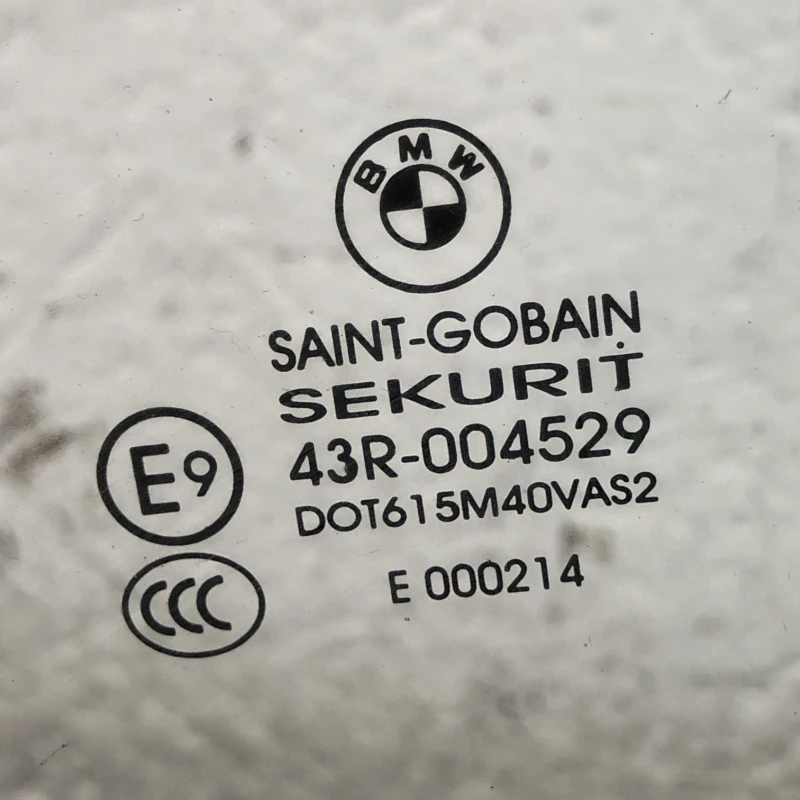 BMW
SAINT-GOBAIN
SEKURIT
43R-004529
E9
DOT615M40VAS2
E 000214
CCC